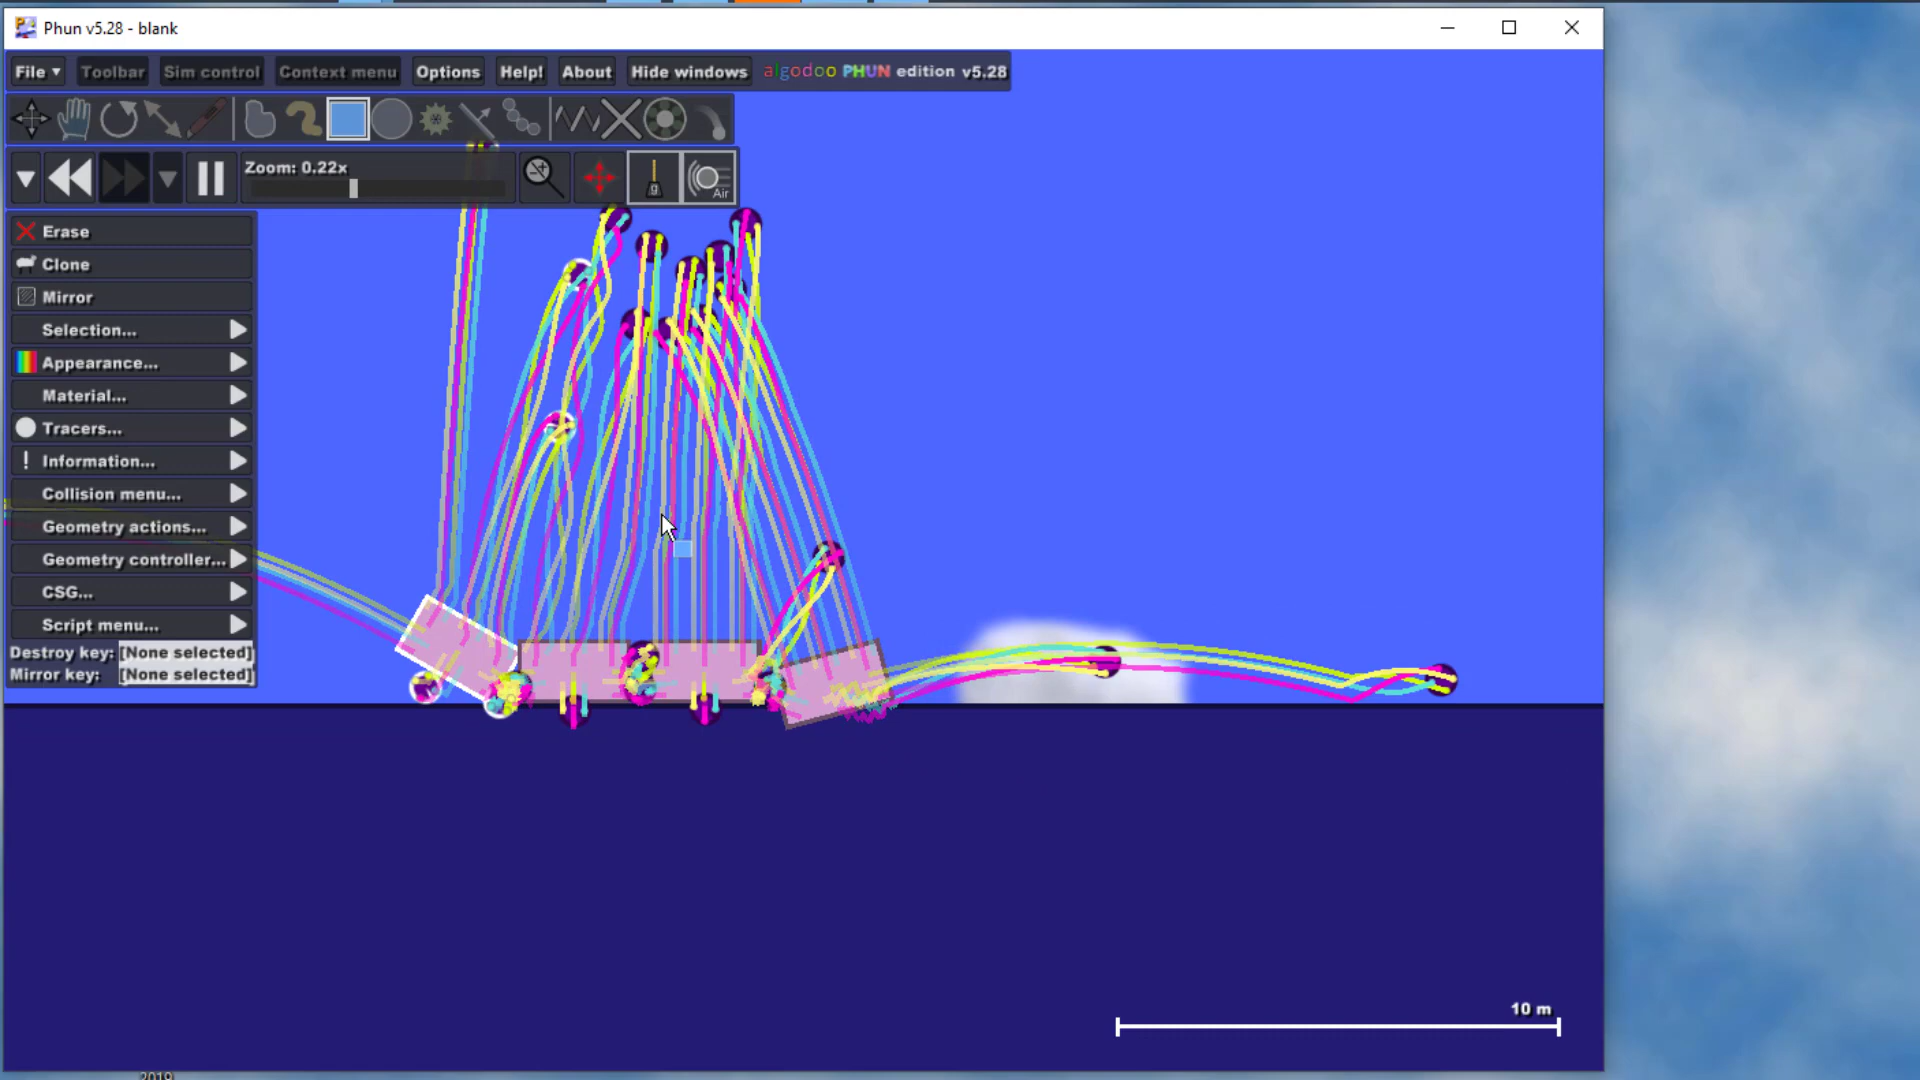 Phun v5.28 - blank
File Toolbar Sim control Context menu Options Help! About Hide windows algodoo PHUN edition v5.28
Zoom: 0.22x
g
Air
Erase
Clone
Mirror
Selection...
Appearance...
Material...
Tracers...
Information...
Collision menu...
Geometry actions...
Geometry controller...
CSG...
Script menu...
Destroy key: [None selected]
Mirror key: [None selected]
10 m
2019